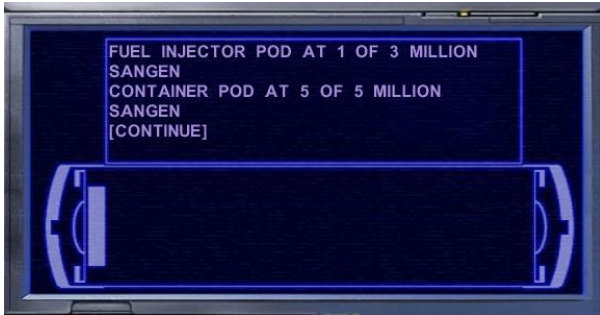 FUEL INJECTOR POD AT 1 OF 3 MILLION
SANGEN
CONTAINER POD AT 5 OF 5 MILLION
SANGEN
[CONTINUE]